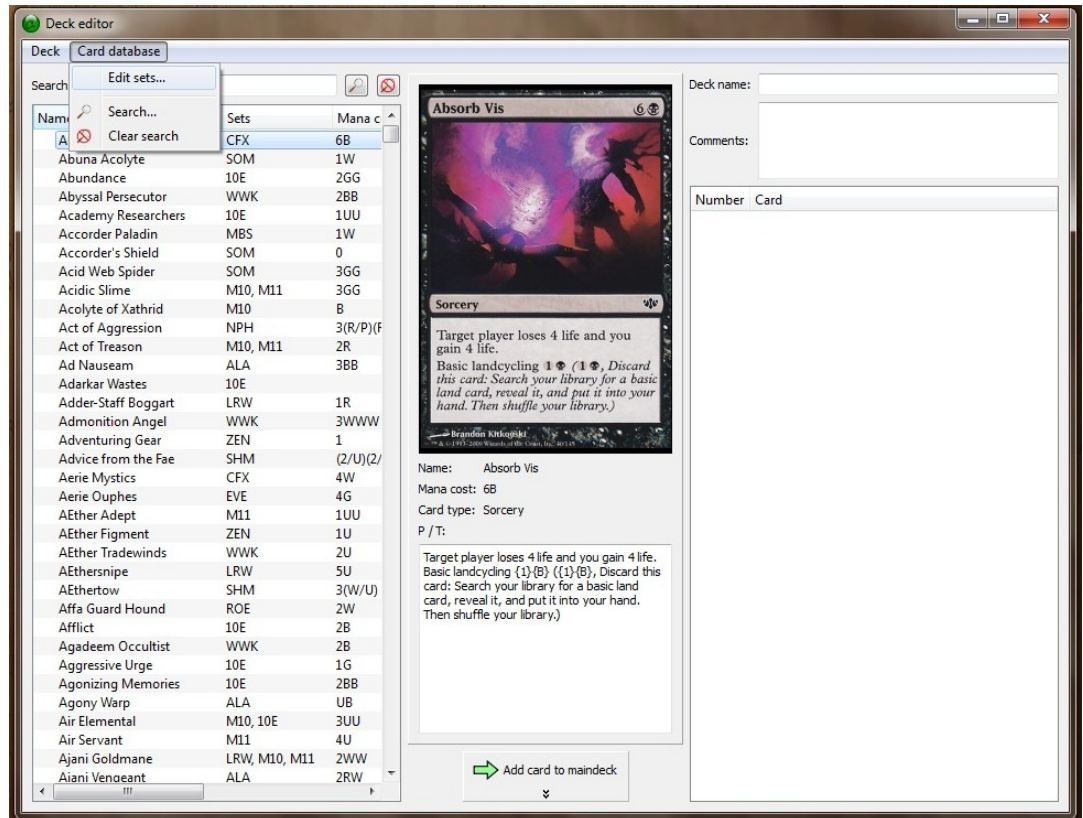 Deck editor
Deck Card database
Edit sets...
Search...
Clear search
Search
Name Sets Mana c
A CFX 6B
Abuna Acolyte SOM 1W
Abundance 10E 2GG
Abyssal Persecutor WWK 2BB
Academy Researchers 10E 1UU
Accorder Paladin MBS 1W
Accorder's Shield SOM 0
Acid Web Spider SOM 3GG
Acidic Slime M10, M11 3GG
Acolyte of Xathrid M10 B
Act of Aggression NPH 3(R/P)(F
Act of Treason M10, M11 2R
Ad Nauseam ALA 3BB
Adarkar Wastes 10E
Adder-Staff Boggart LRW 1R
Admonition Angel WWK 3WWW
Adventuring Gear ZEN 1
Advice from the Fae SHM (2/U)(2/
Aerie Mystics CFX 4W
Aerie Ouphes EVE 4G
AEther Adept M11 1UU
AEther Figment ZEN 1U
AEther Tradewinds WWK 2U
AEthersnipe LRW 5U
AEthertow SHM 3(W/U)
Affa Guard Hound ROE 2W
Afflict 10E 2B
Agadeem Occultist WWK 2B
Aggressive Urge 10E 1G
Agonizing Memories 10E 2BB
Agony Warp ALA UB
Air Elemental M10, 10E 3UU
Air Servant M11 4U
Ajani Goldmane LRW, M10, M11 2WW
Ajani Vengeant ALA 2RW
Absorb Vis 6
Sorcery
Target player loses 4 life and you
gain 4 life.
Basic landcycling 1 (1 , Discard
this card: Search your library for a basic
land card, reveal it, and put it into your
hand. Then shuffle your library.)
Brandon Kitkouski
Name: Absorb Vis
Mana cost: 6B
Card type: Sorcery
P / T:
Target player loses 4 life and you gain 4 life.
Basic landcycling {1}{B} ({1}{B}, Discard this
card: Search your library for a basic land
card, reveal it, and put it into your hand.
Then shuffle your library.)
Add card to maindeck
Deck name:
Comments:
Number Card